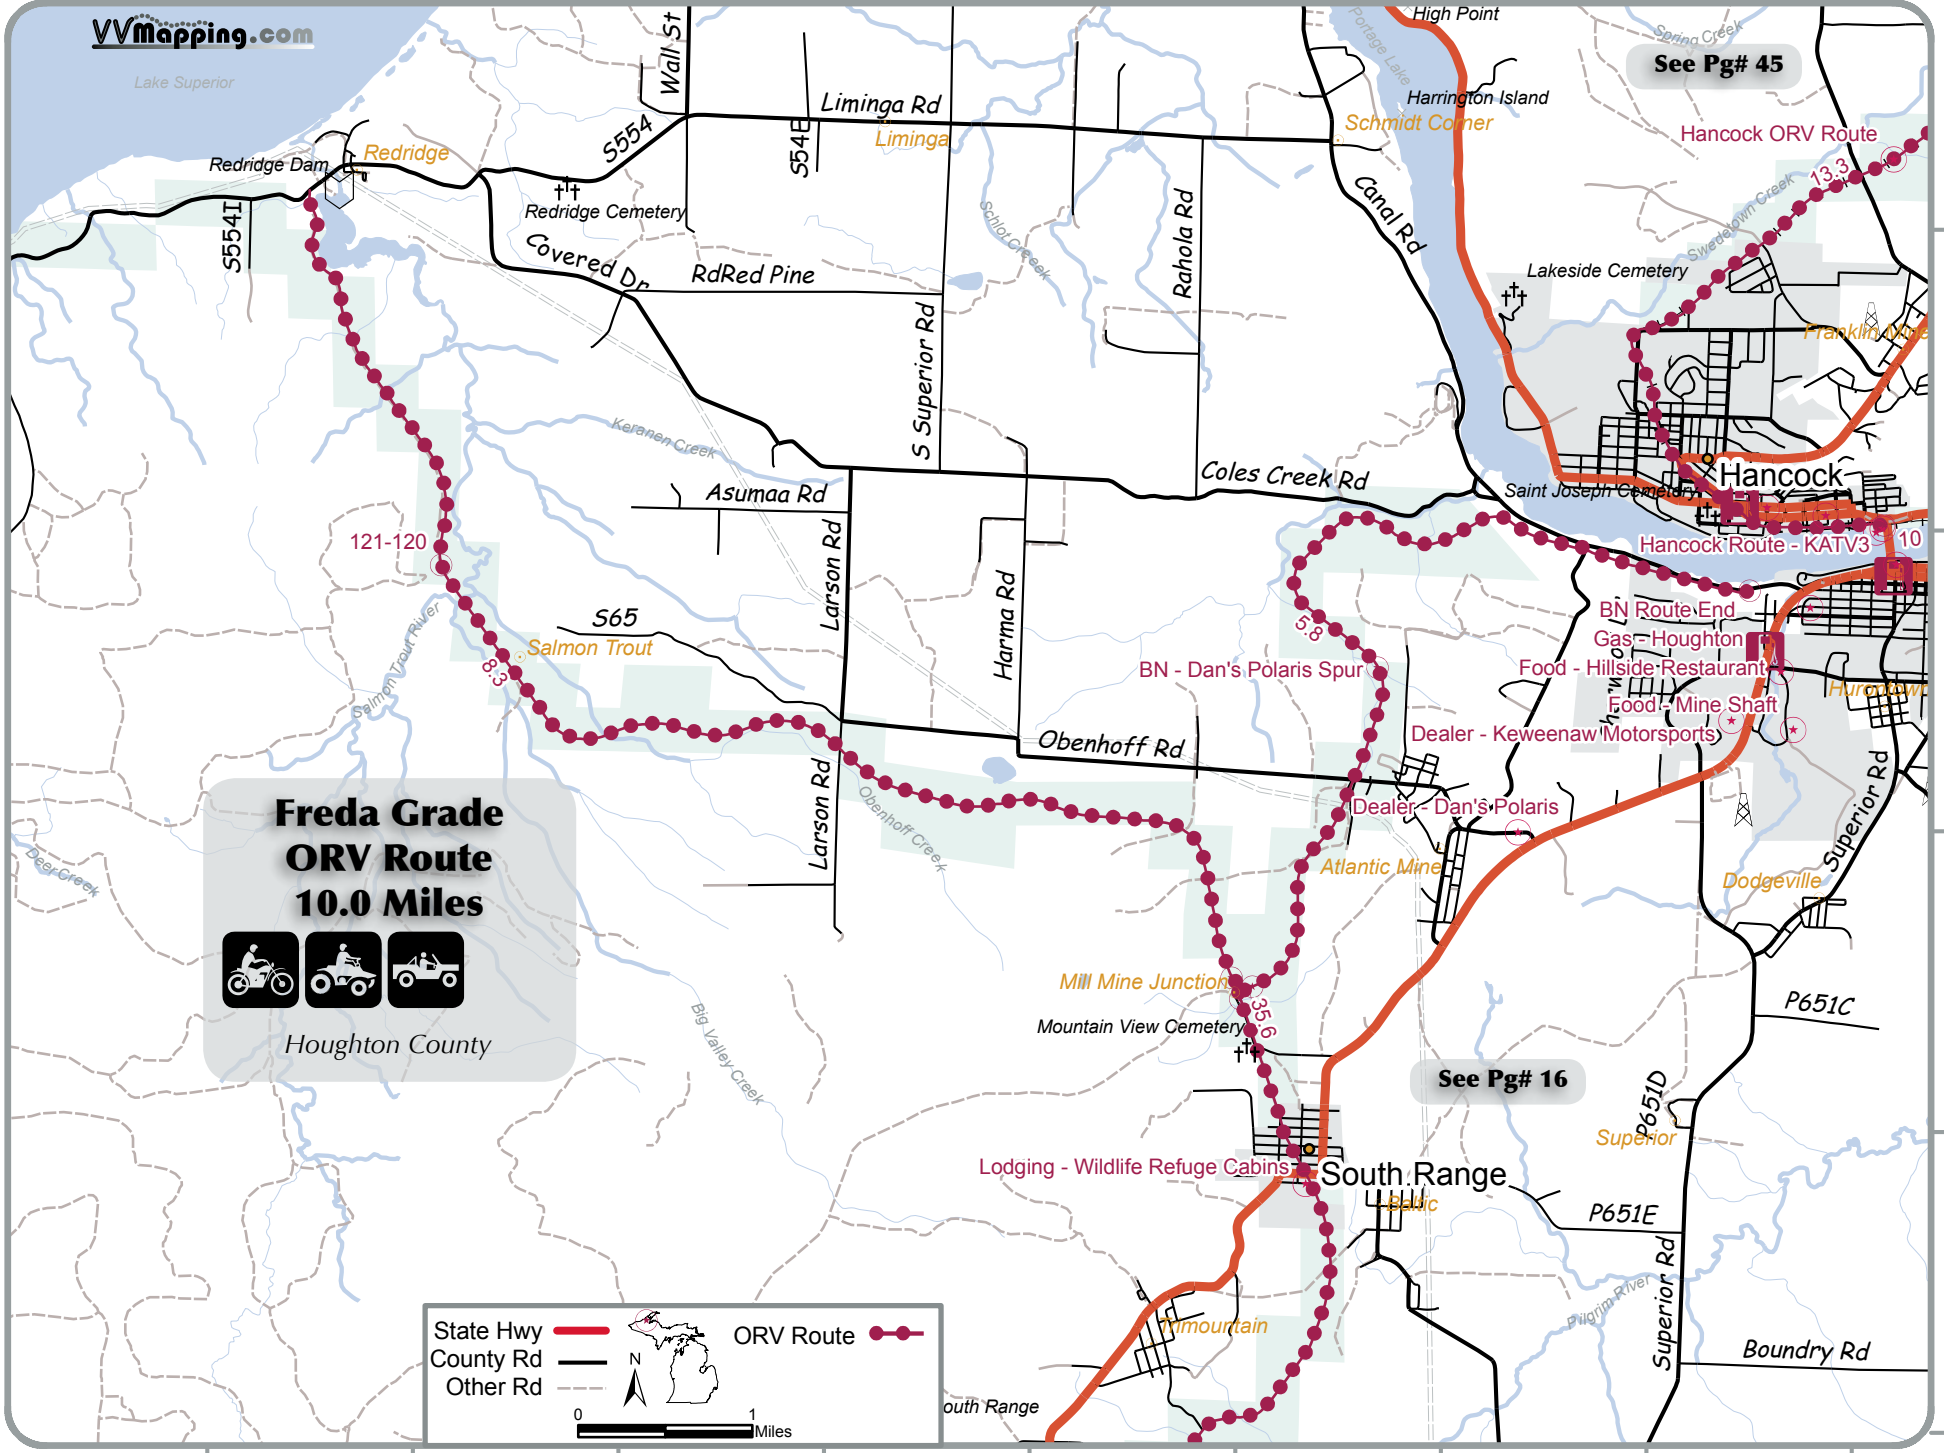 VVMapping.com
Lake Superior
Wall St
High Point
Portage Lake
Spring Creek
See Pg# 45
Liminga Rd
Harrington Island
S554
S54E
Liminga
Schmidt Corner
Hancock ORV Route
Redridge Dam
Redridge
13.3
Redridge Cemetery
S554I
Schlot Creeek
Rahola Rd
Canal Rd
Swedetown Creek
Covered Dr
RdRed Pine
Lakeside Cemetery
Franklin Mine
S Superior Rd
Keranen Creek
Coles Creek Rd
Hancock
Asumaa Rd
Saint Joseph Cemetery
121-120
Larson Rd
Hancock Route - KATV3
10
Harma Rd
BN Route End
S65
5.8
Gas - Houghton
Salmon Trout
Salmon Trout River
8.3
BN - Dan's Polaris Spur
Food - Hillside Restaurant
Hurontown
Food - Mine Shaft
Obenhoff Rd
Dealer - Keweenaw Motorsports
Larson Rd
Obenhoff Creek
Dealer - Dan's Polaris
Superior Rd
Freda Grade
ORV Route
10.0 Miles
Deer Creek
Atlantic Mine
Dodgeville
Mill Mine Junction
35.6
Big Valley Creek
Mountain View Cemetery
P651C
Houghton County
See Pg# 16
P651D
Superior
Lodging - Wildlife Refuge Cabins
South Range
Baltic
P651E
Superior Rd
Pilgrim River
Trimountain
Boundry Rd
State Hwy
County Rd
Other Rd
N
ORV Route
0 1
Miles
outh Range